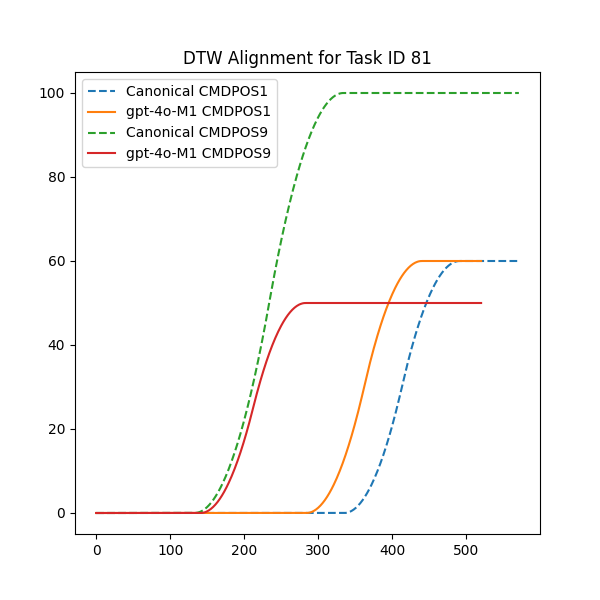 DTW Alignment for Task ID 81
Canonical CMDPOS1
gpt-4o-M1 CMDPOS1
Canonical CMDPOS9
gpt-4o-M1 CMDPOS9
100
80
60
40
20
0
0 100 200 300 400 500